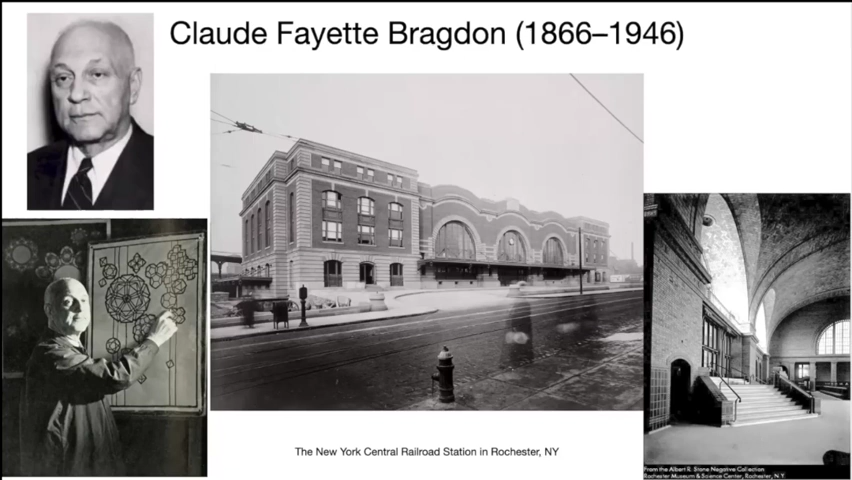 Claude Fayette Bragdon (1866–1946)
The New York Central Railroad Station in Rochester, NY
From the Albert R. Stone Negative Collection
Rochester Museum & Science Center, Rochester, N Y